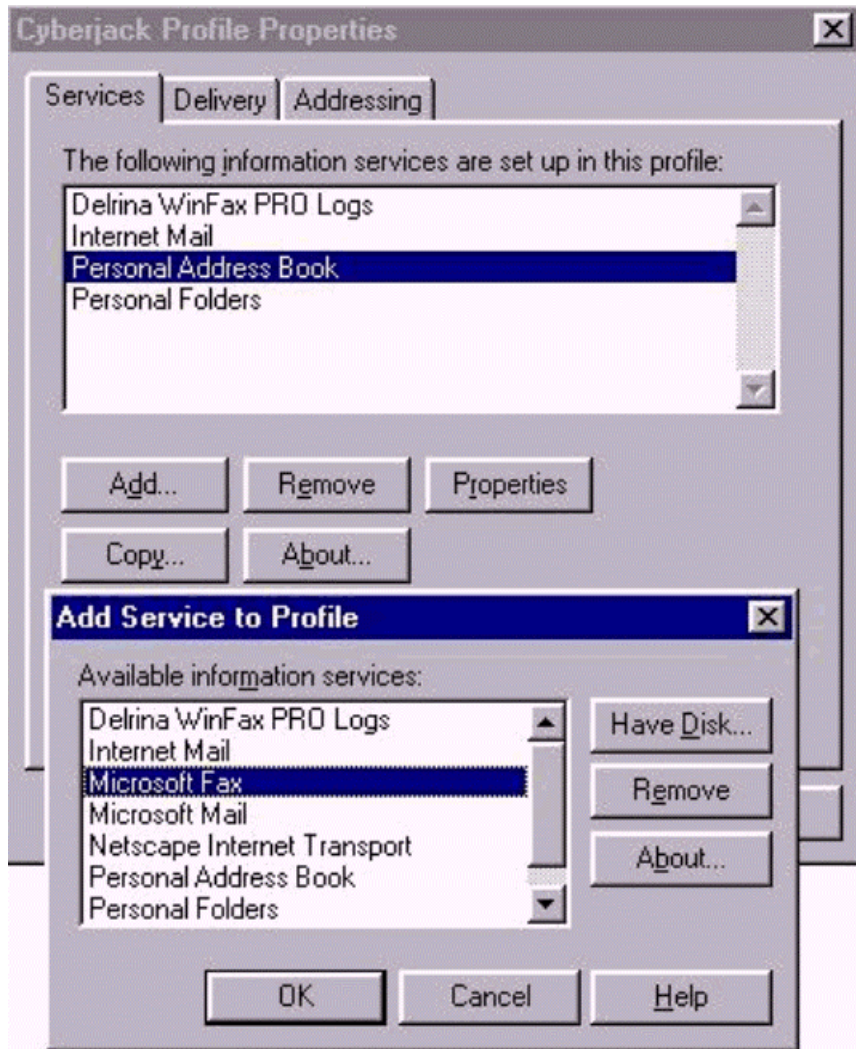 Cyberjack Profile Properties
Services Delivery Addressing
The following information services are set up in this profile:
Delrina WinFax PRO Logs
Internet Mail
Personal Address Book
Personal Folders
Add... Remove Properties
Copy... About...
Add Service to Profile
Available information services:
Delrina WinFax PRO Logs
Internet Mail
Microsoft Fax
Microsoft Mail
Netscape Internet Transport
Personal Address Book
Personal Folders
Have Disk...
Remove
About...
OK Cancel Help